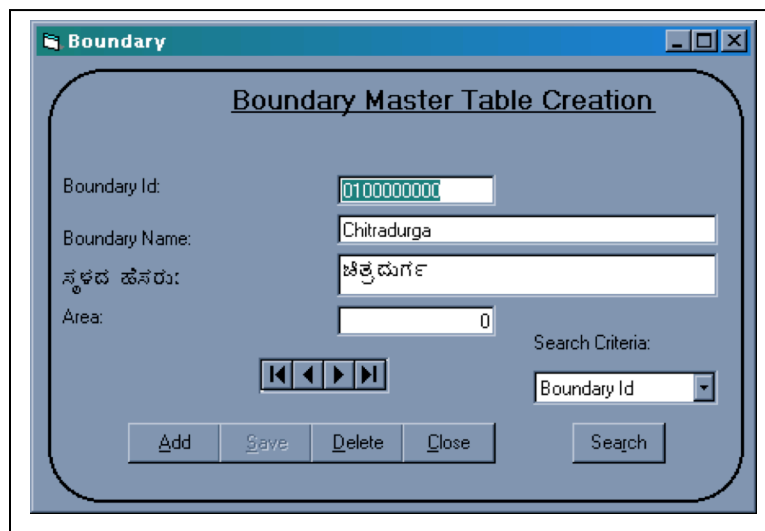 Boundary
Boundary Master Table Creation
Boundary Id: 0100000000
Boundary Name: Chitradurga
ಸ್ಥಳದ ಹೆಸರು: ಚಿತ್ರದುರ್ಗ
Area: 0
Search Criteria:
Boundary Id
Add Save Delete Close Search